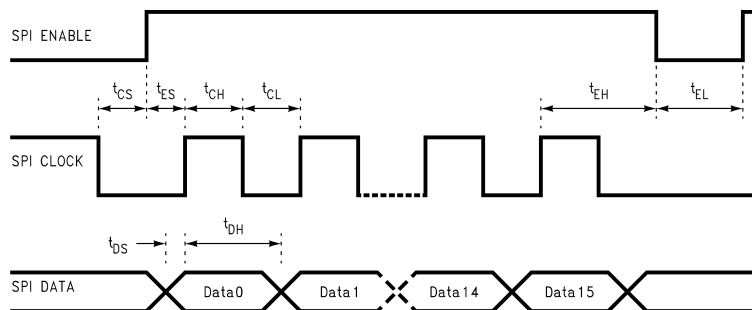 SPI ENABLE
tCS tES tCH tCL tEH tEL
SPI CLOCK
tDS tDH
SPI DATA Data0 Data1 Data14 Data15